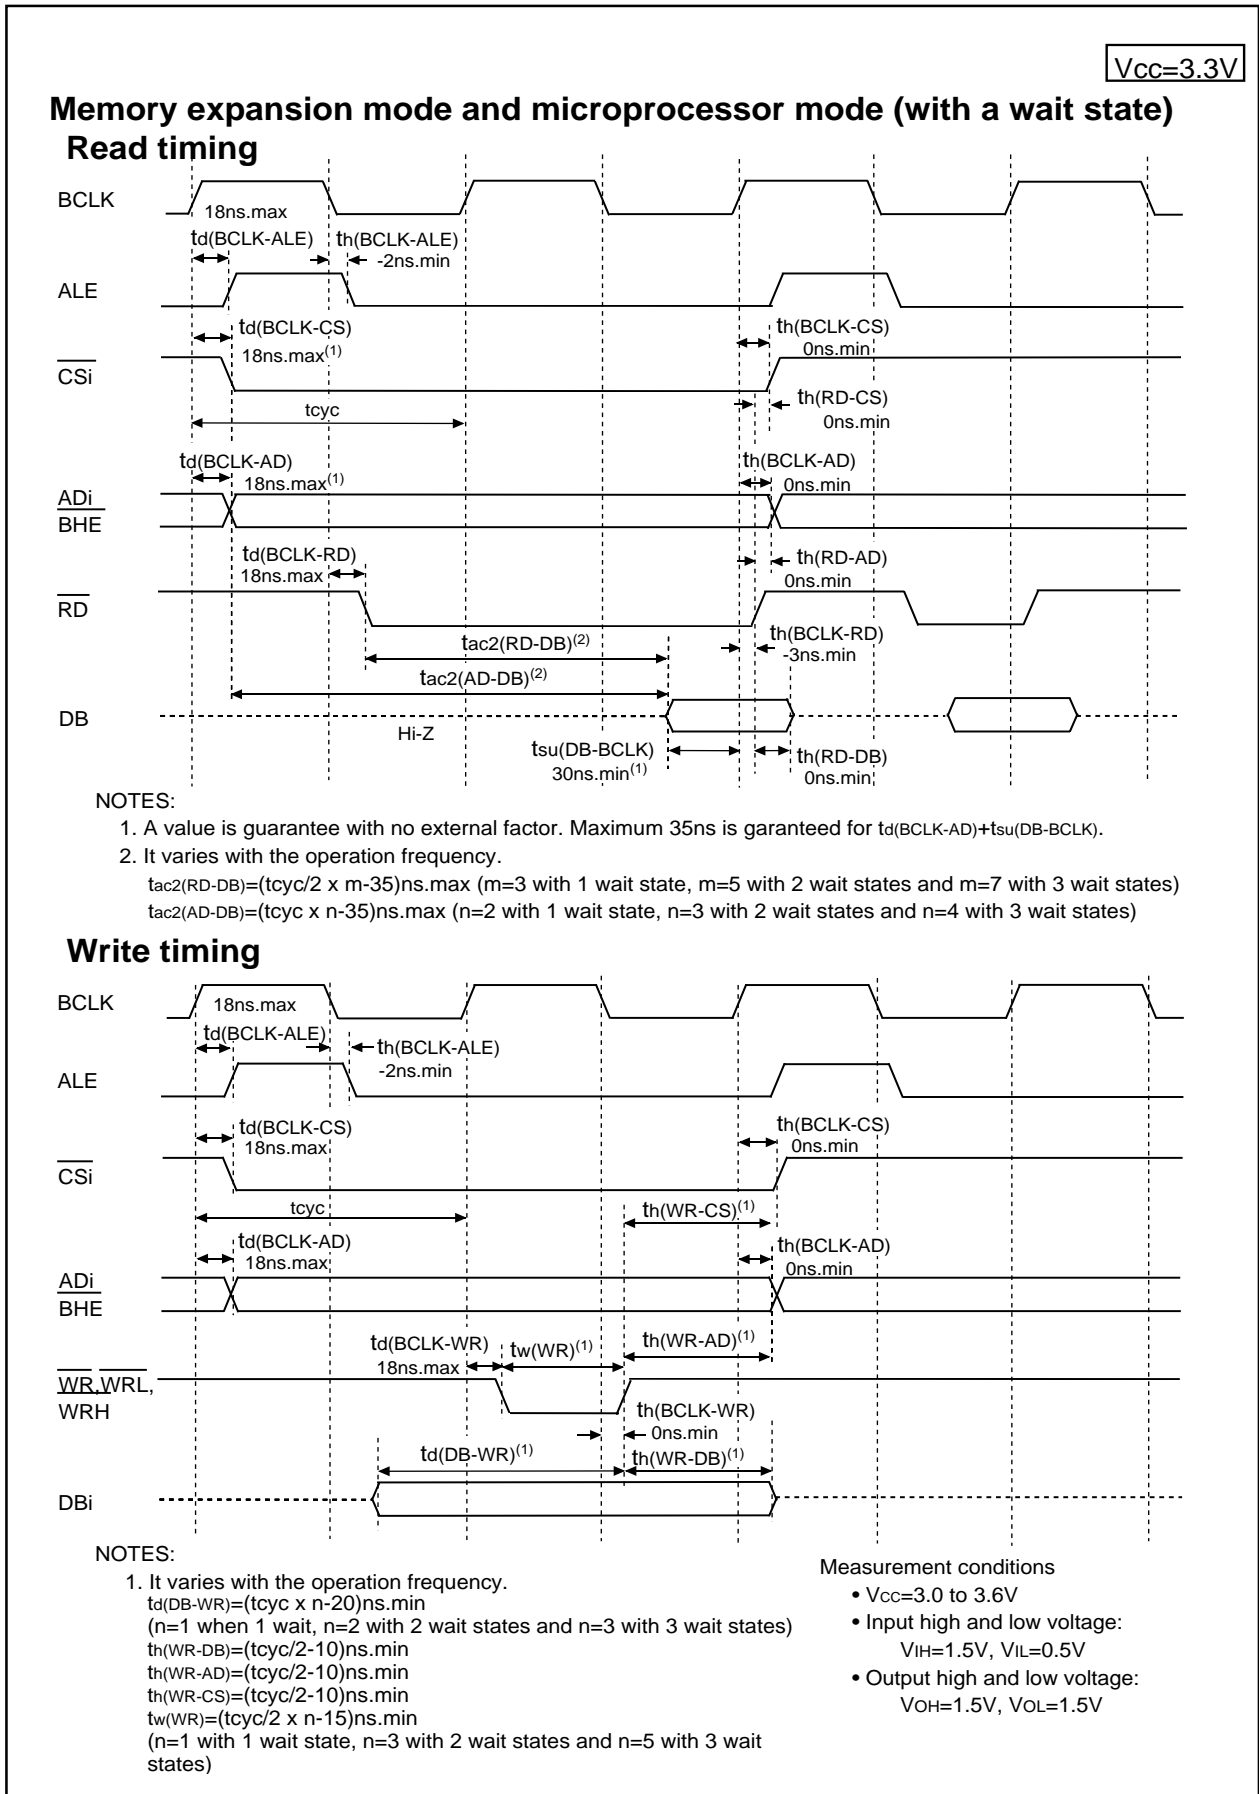 Vcc=3.3V
Memory expansion mode and microprocessor mode (with a wait state)
Read timing
BCLK
18ns.max
td(BCLK-ALE)
th(BCLK-ALE)
-2ns.min
ALE
td(BCLK-CS)
18ns.max(1)
th(BCLK-CS)
0ns.min
CSi
tcyc
th(RD-CS)
0ns.min
td(BCLK-AD)
18ns.max(1)
th(BCLK-AD)
0ns.min
ADi
BHE
td(BCLK-RD)
18ns.max
th(RD-AD)
0ns.min
RD
tac2(RD-DB)(2)
th(BCLK-RD)
-3ns.min
tac2(AD-DB)(2)
DB
Hi-Z
tsu(DB-BCLK)
30ns.min(1)
th(RD-DB)
0ns.min
NOTES:
1. A value is guarantee with no external factor. Maximum 35ns is garanteed for td(BCLK-AD)+tsu(DB-BCLK).
2. It varies with the operation frequency.
tac2(RD-DB)=(tcyc/2 x m-35)ns.max (m=3 with 1 wait state, m=5 with 2 wait states and m=7 with 3 wait states)
tac2(AD-DB)=(tcyc x n-35)ns.max (n=2 with 1 wait state, n=3 with 2 wait states and n=4 with 3 wait states)
Write timing
BCLK
18ns.max
td(BCLK-ALE)
th(BCLK-ALE)
-2ns.min
ALE
td(BCLK-CS)
18ns.max
th(BCLK-CS)
0ns.min
CSi
tcyc
th(WR-CS)(1)
td(BCLK-AD)
18ns.max
th(BCLK-AD)
0ns.min
ADi
BHE
td(BCLK-WR)
18ns.max
tw(WR)(1)
th(WR-AD)(1)
WR,WRL,
WRH
th(BCLK-WR)
0ns.min
td(DB-WR)(1)
th(WR-DB)(1)
DBi
NOTES:
1. It varies with the operation frequency.
td(DB-WR)=(tcyc x n-20)ns.min
(n=1 when 1 wait, n=2 with 2 wait states and n=3 with 3 wait states)
th(WR-DB)=(tcyc/2-10)ns.min
th(WR-AD)=(tcyc/2-10)ns.min
th(WR-CS)=(tcyc/2-10)ns.min
tw(WR)=(tcyc/2 x n-15)ns.min
(n=1 with 1 wait state, n=3 with 2 wait states and n=5 with 3 wait
states)
Measurement conditions
• VCC=3.0 to 3.6V
• Input high and low voltage:
VIH=1.5V, VIL=0.5V
• Output high and low voltage:
VOH=1.5V, VOL=1.5V